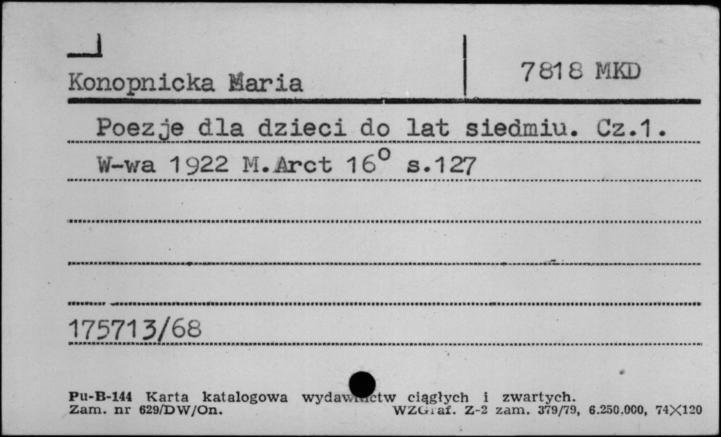 Konopnicka Maria 7818 MKD
Poezje dla dzieci do lat siedmiu. Cz.1.
W-wa 1922 M.Arct 16° s.127
175713/68
Pu-B-144 Karta katalogowa wydawnictw ciągłych i zwartych.
Zam. nr 629/DW/On. WZGraf. Z-2 zam. 379/79, 6.250.000, 74×120